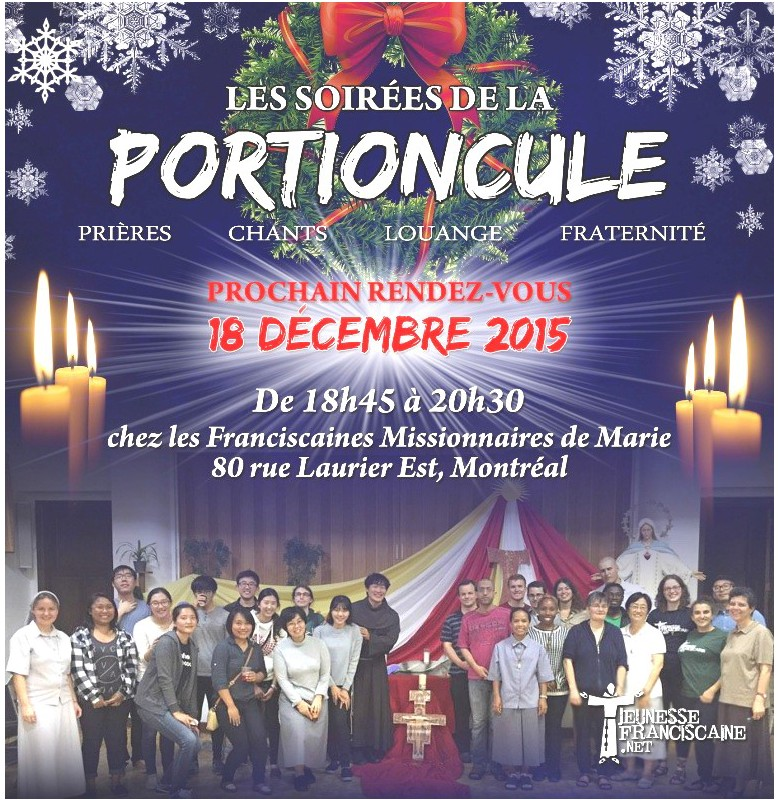 LES SOIRÉES DE LA
PORTIONCULE
PRIÈRES CHANTS LOUANGE FRATERNITÉ
PROCHAIN RENDEZ-VOUS
18 DÉCEMBRE 2015
De 18h45 à 20h30
chez les Franciscaines Missionnaires de Marie
80 rue Laurier Est, Montréal
JEUNESSE
FRANCISCAINE
.NET